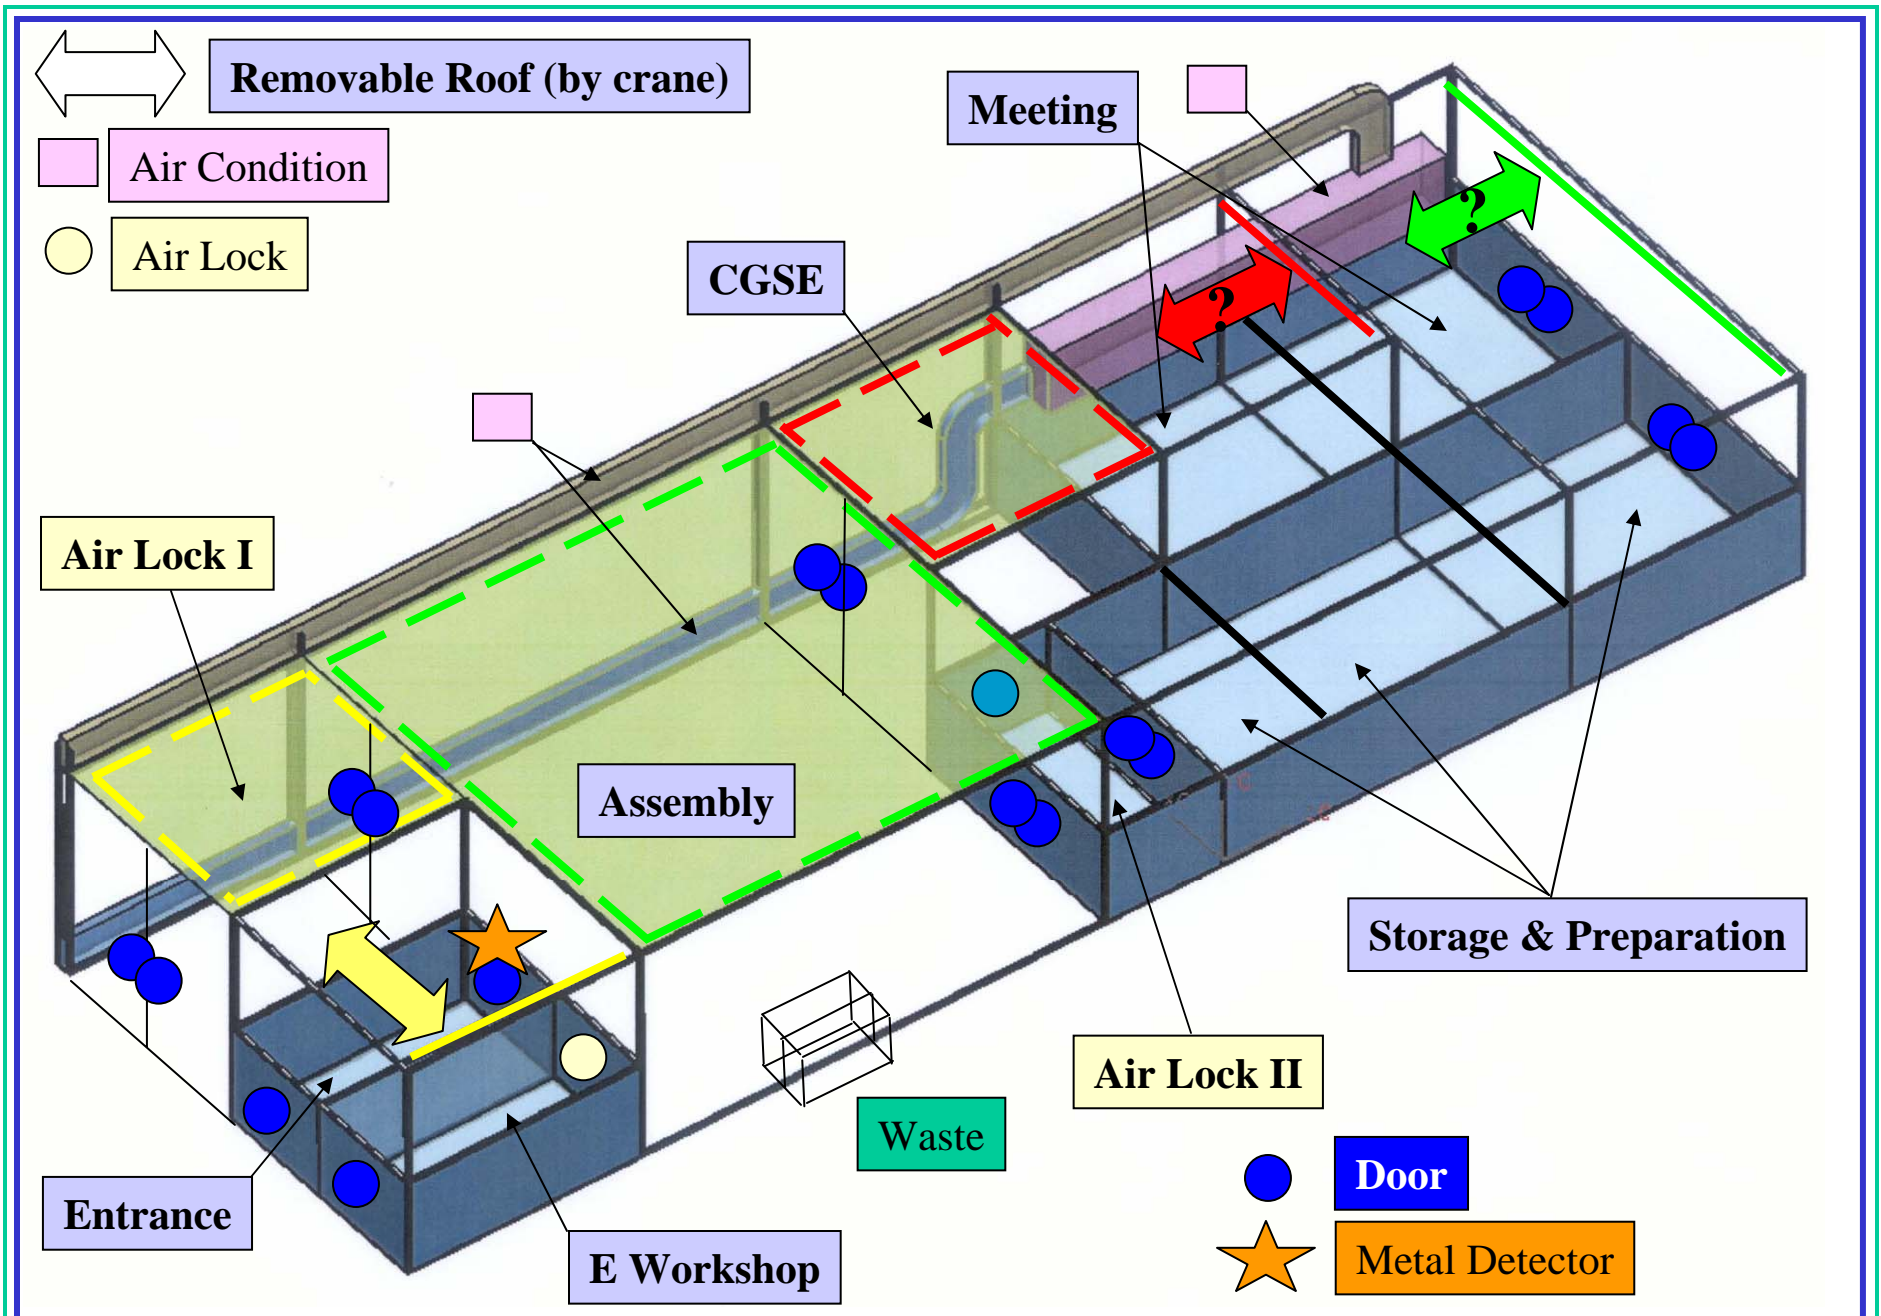 Removable Roof (by crane)
Air Condition
Air Lock
Meeting
?
?
CGSE
Air Lock I
Assembly
Storage & Preparation
Air Lock II
Waste
Entrance
E Workshop
Door
Metal Detector